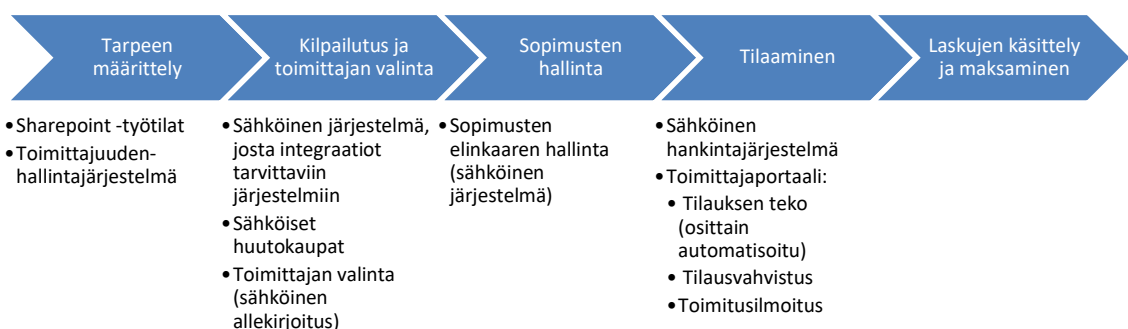 Tarpeen
määrittely
Kilpailutus ja
toimittajan valinta
Sopimusten
hallinta
Tilaaminen
Laskujen käsittely
ja maksaminen
•Sharepoint -työtilat
•Toimittajuuden-
hallintajärjestelmä
•Sähköinen järjestelmä,
josta integraatiot
tarvittaviin
järjestelmiin
•Sähköiset
huutokaupat
•Toimittajan valinta
(sähköinen
allekirjoitus)
•Sopimusten
elinkaaren hallinta
(sähköinen
järjestelmä)
•Sähköinen
hankintajärjestelmä
•Toimittajaportaali:
• Tilauksen teko
(osittain
automatisoitu)
• Tilausvahvistus
•Toimitusilmoitus